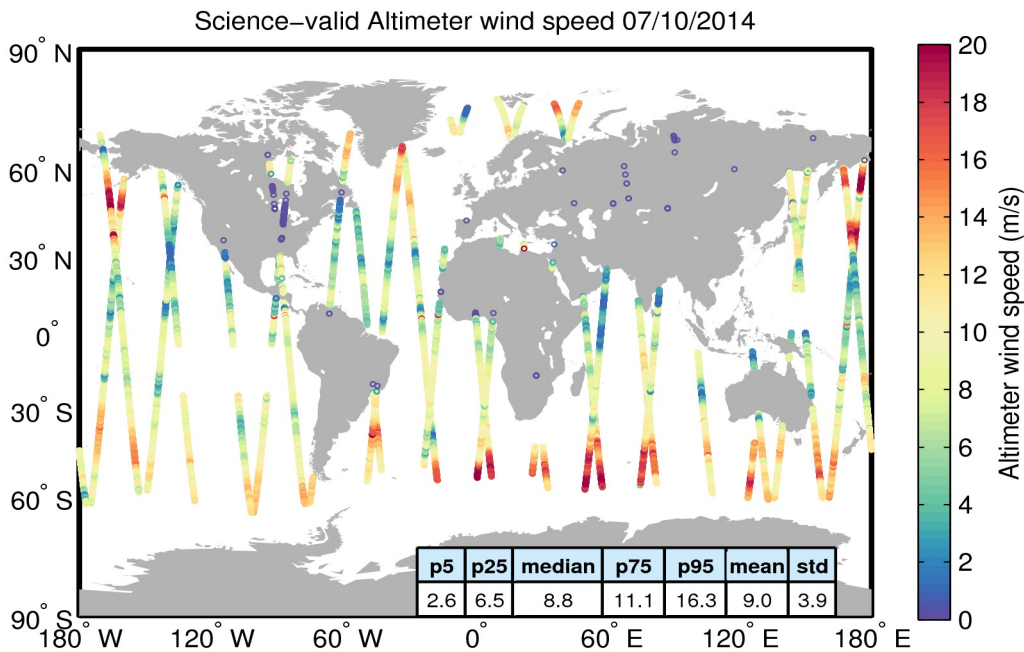 Science−valid Altimeter wind speed 07/10/2014
90° N
60° N
30° N
0°
30° S
60° S
90° S
180° W
120° W
60° W
0°
60° E
120° E
180° E
p5 p25 median p75 p95 mean std
2.6 6.5 8.8 11.1 16.3 9.0 3.9
20
18
16
14
12
10
8
6
4
2
0
Altimeter wind speed (m/s)